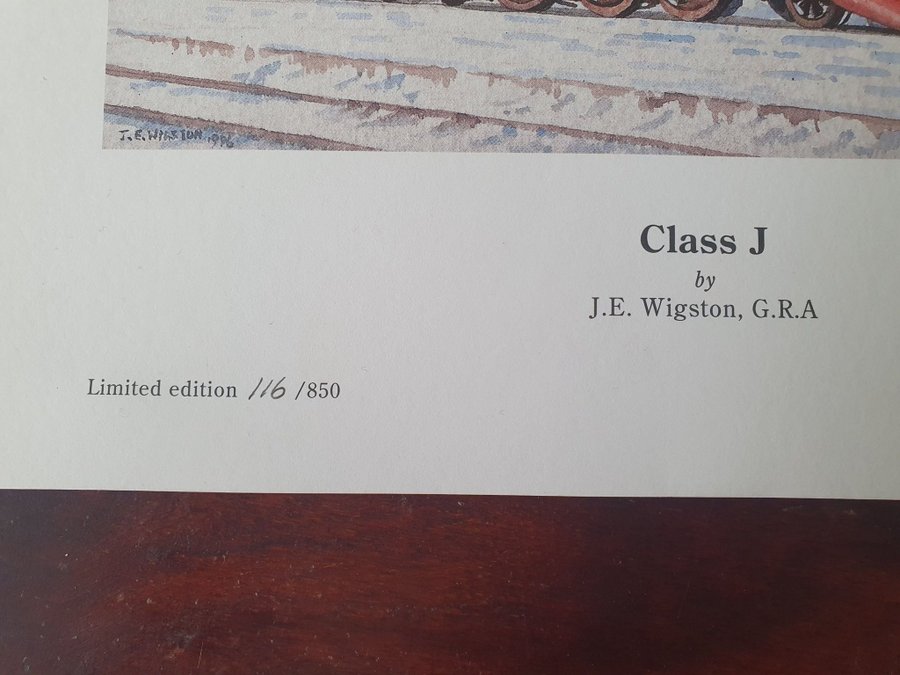 J.E. WIGSTON
Class J
by
J.E. Wigston, G.R.A
Limited edition 116 /850